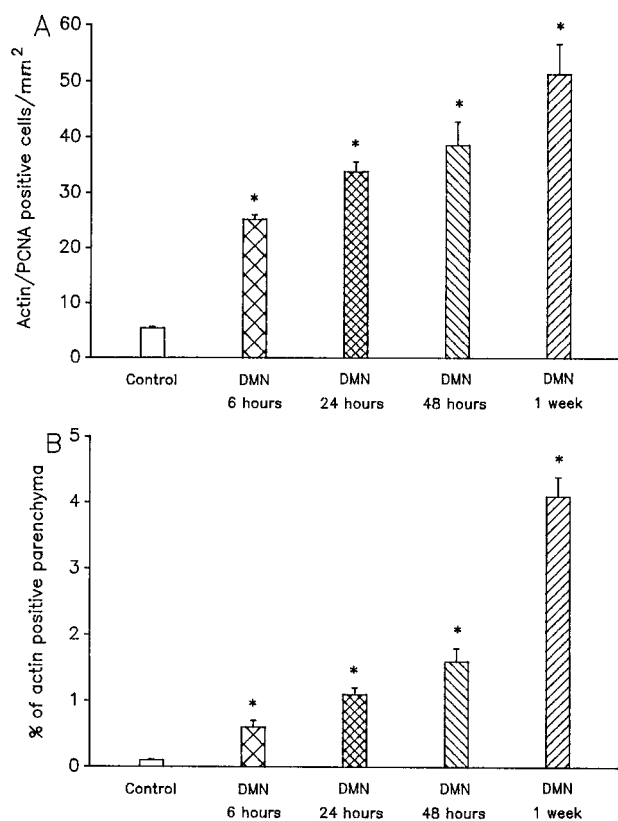 A
Actin/PCNA positive cells/mm²
60
50
40
30
20
10
0
*
*
*
*
Control
DMN
6 hours
DMN
24 hours
DMN
48 hours
DMN
1 week
B
% of actin positive parenchyma
5
4
3
2
1
0
*
*
*
*
Control
DMN
6 hours
DMN
24 hours
DMN
48 hours
DMN
1 week